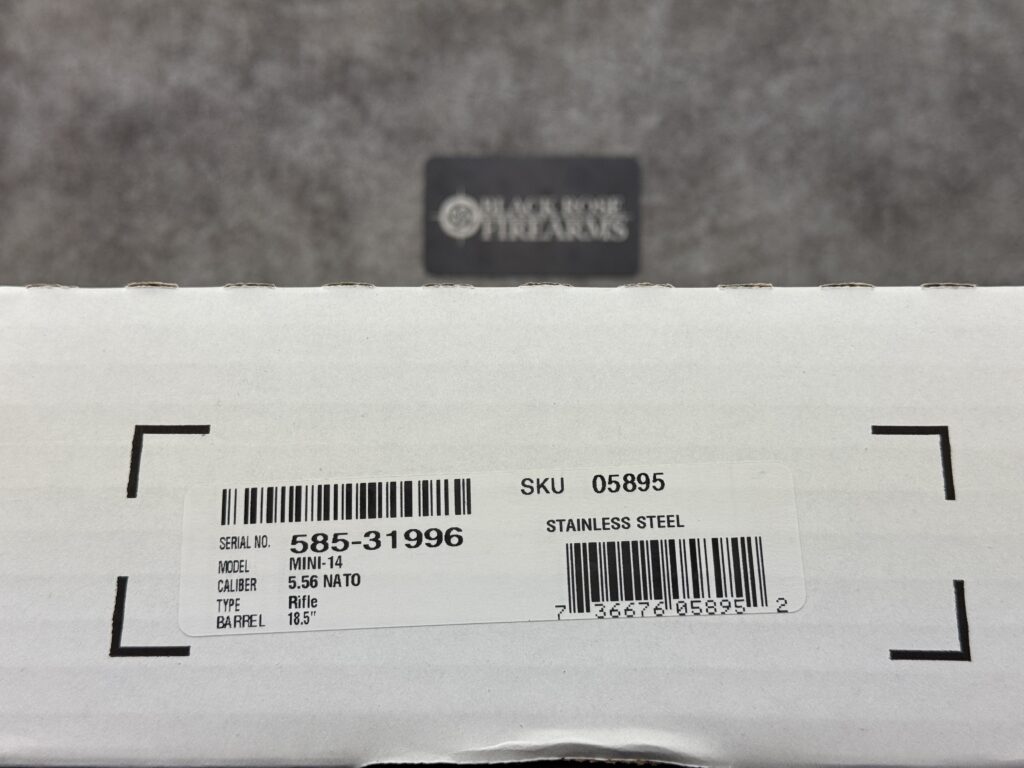 BLACK ROSE
FIREARMS
SKU 05895
SERIAL NO. 585-31996
MODEL MINI-14
CALIBER 5.56 NATO
TYPE Rifle
BARREL 18.5"
STAINLESS STEEL
7 36676 05895 2